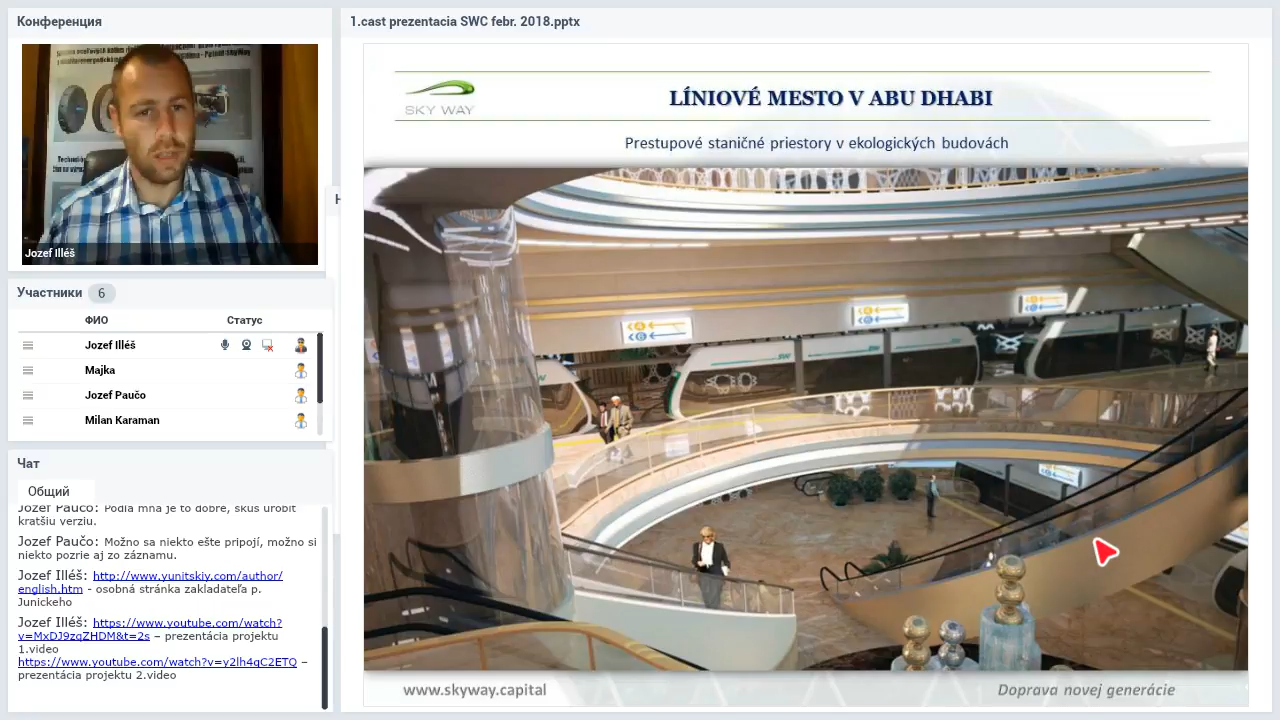 Конференция
Jozef Illéš
Участники 6
ФИО Статус
Jozef Illéš
Majka
Jozef Paučo
Milan Karaman
Чат
Общий
Jozef Paučo: Podľa mňa je to dobre, skús urobiť
kratšiu verziu.
Jozef Paučo: Možno sa niekto ešte pripojí, možno si
niekto pozrie aj zo záznamu.
Jozef Illéš: http://www.yunitskiy.com/author/
english.htm - osobná stránka zakladateľa p.
Junickeho
Jozef Illéš: https://www.youtube.com/watch?
v=MxDJ9zqZHDM&t=2s – prezentácia projektu
1.video
https://www.youtube.com/watch?v=y2lh4qC2ETQ –
prezentácia projektu 2.video
1.cast prezentacia SWC febr. 2018.pptx
SKY WAY
LÍNIOVÉ MESTO V ABU DHABI
Prestupové staničné priestory v ekologických budovách
www.skyway.capital
Doprava novej generácie